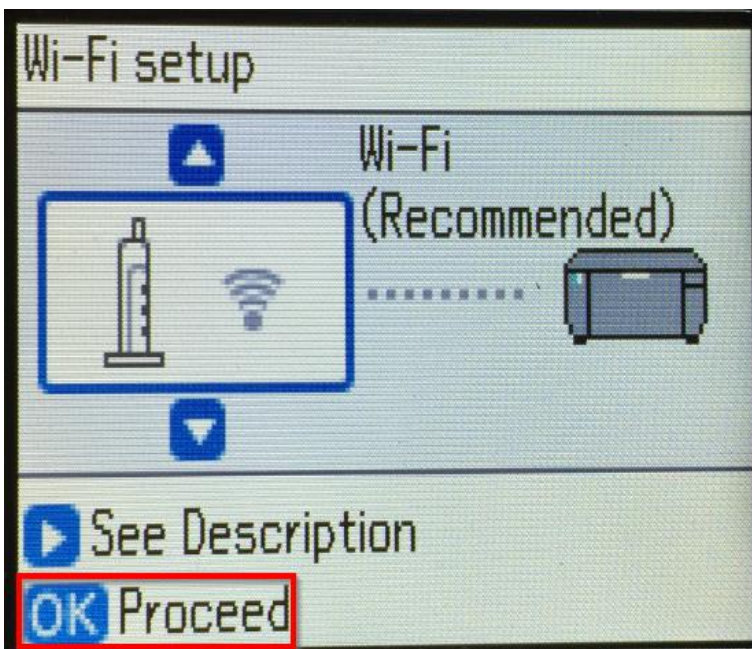 Wi-Fi setup
Wi-Fi
(Recommended)
See Description
OK Proceed